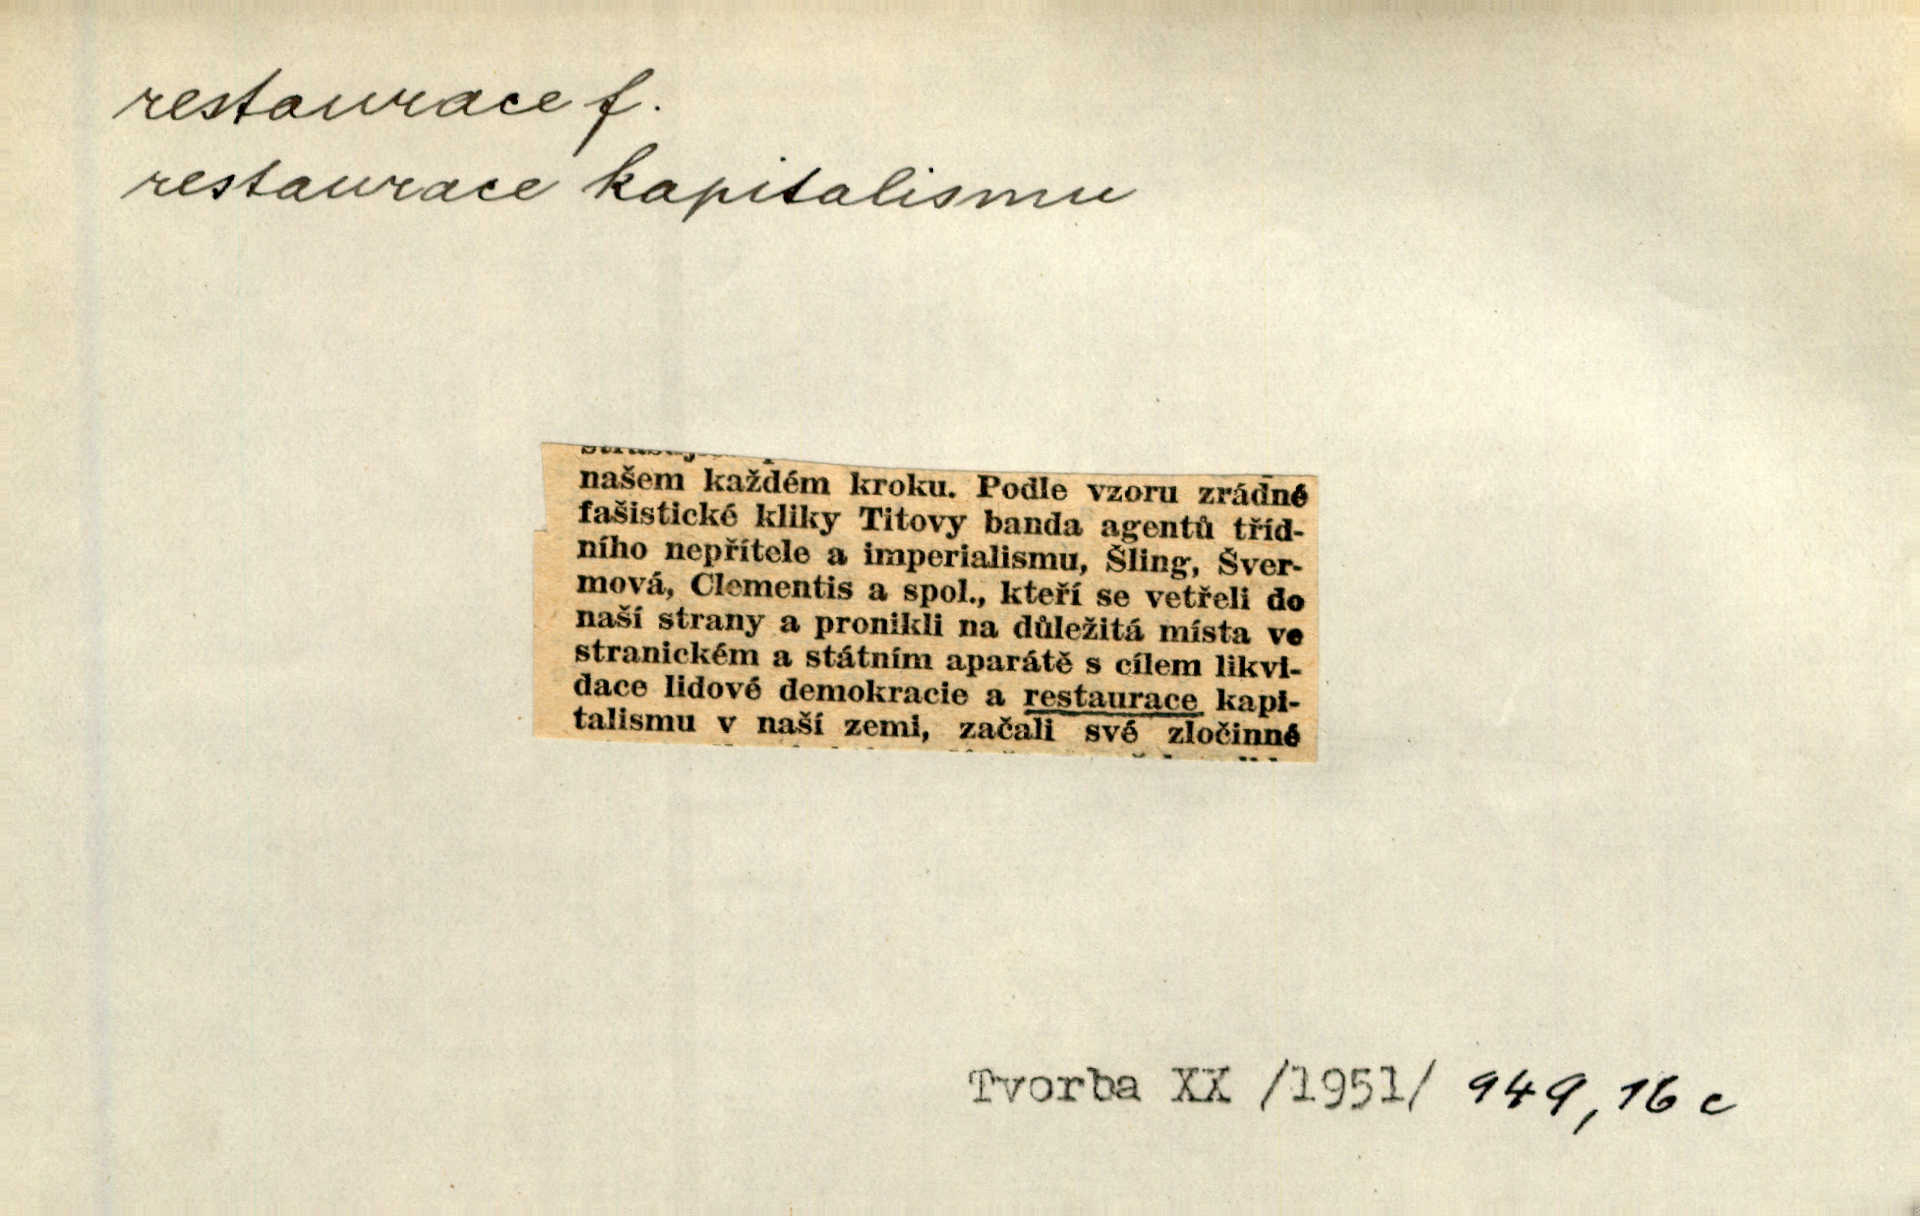 restaurace f.
restaurace kapitalismu
našem každém kroku. Podle vzoru zrádné
fašistické kliky Titovy banda agentů tříd-
ního nepřítele a imperialismu, Šling, Šver-
mová, Clementis a spol., kteří se vetřeli do
naší strany a pronikli na důležitá místa ve
stranickém a státním aparátě s cílem likvi-
dace lidové demokracie a restaurace kapi-
talismu v naší zemi, začali své zločinné
Tvorba XX /1951/ 949, 16 c